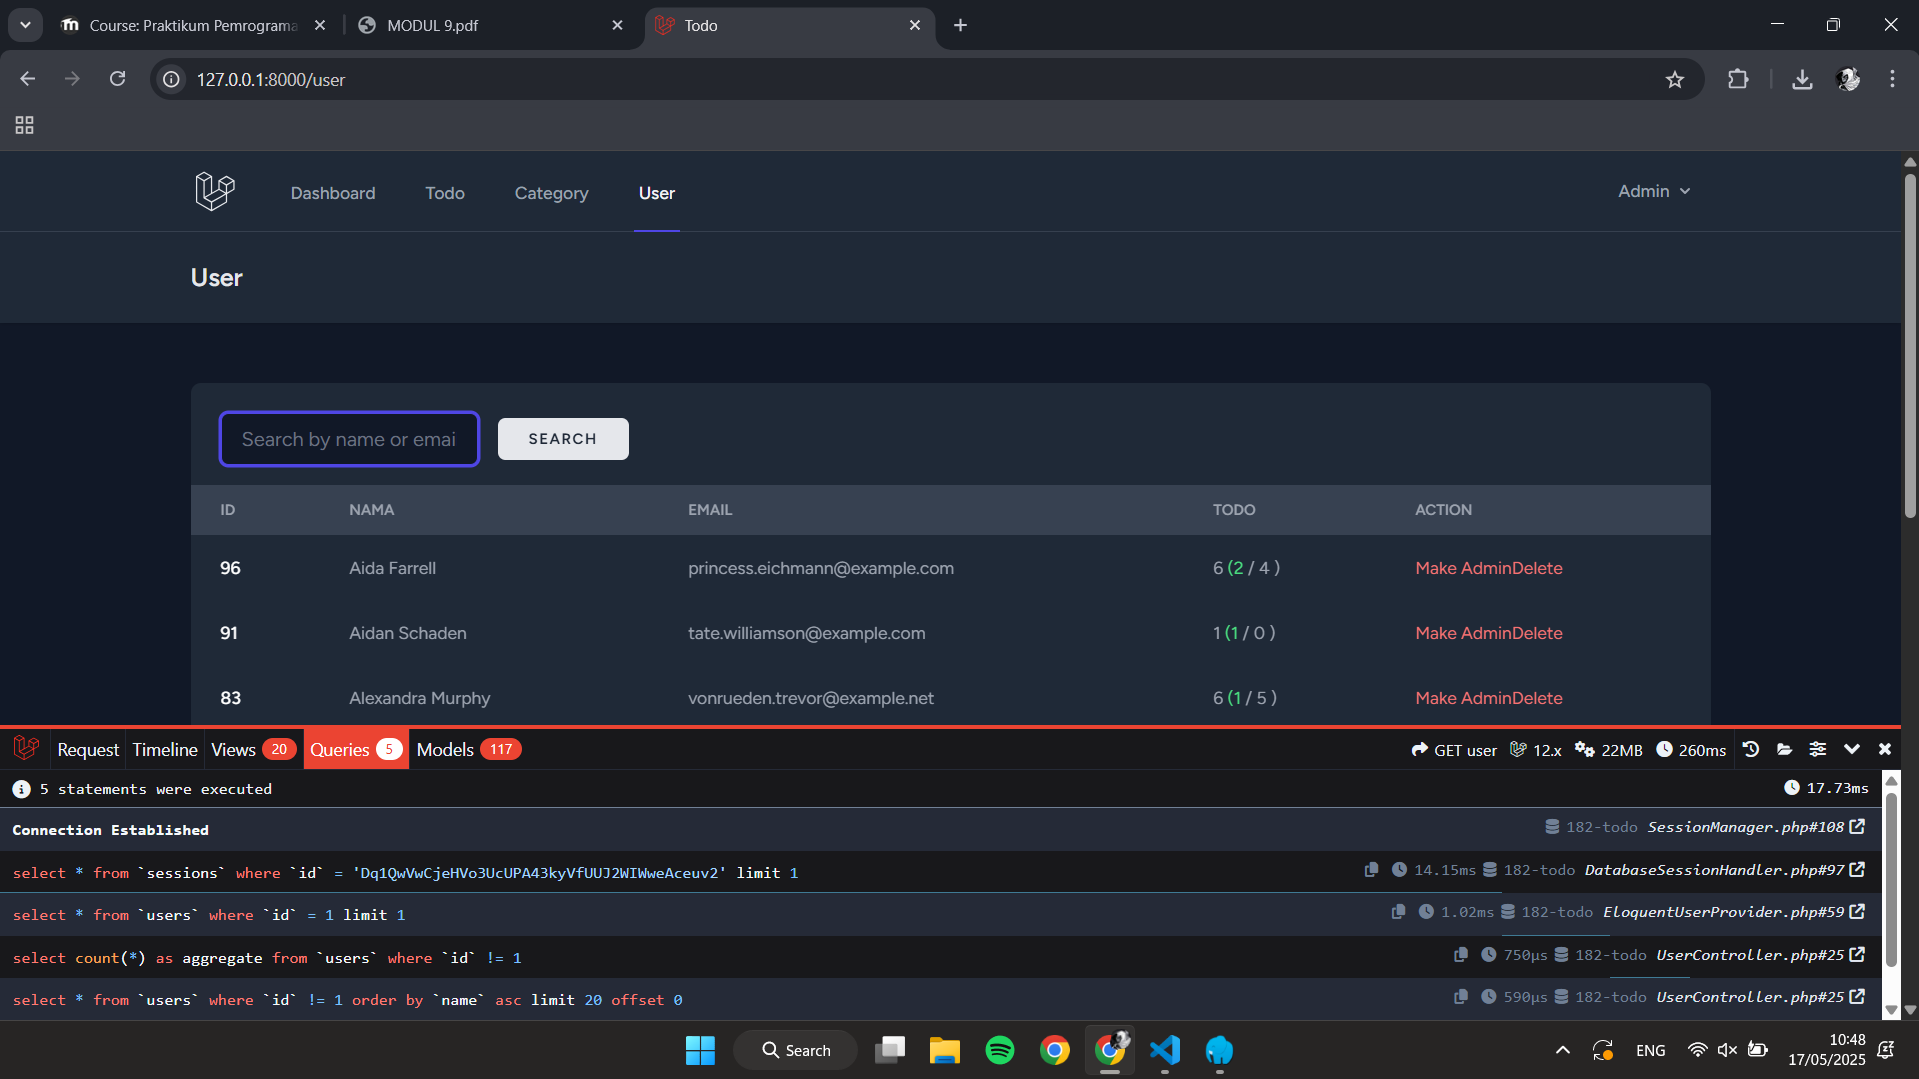 Course: Praktikum Pemrograma
MODUL 9.pdf
Todo
127.0.0.1:8000/user
Dashboard
Todo
Category
User
Admin
User
Search by name or emai
SEARCH
ID NAMA EMAIL TODO ACTION
96 Aida Farrell princess.eichmann@example.com 6 (2 / 4 ) Make AdminDelete
91 Aidan Schaden tate.williamson@example.com 1 (1 / 0 ) Make AdminDelete
83 Alexandra Murphy vonrueden.trevor@example.net 6 (1 / 5 ) Make AdminDelete
Request Timeline Views 20 Queries 5 Models 117 GET user 12.x 22MB 260ms
5 statements were executed 17.73ms
Connection Established 182-todo SessionManager.php#108
select * from `sessions` where `id` = 'Dq1QwVwCjeHVo3UcUPA43kyVfUUJ2WIWweAceuv2' limit 1 14.15ms 182-todo DatabaseSessionHandler.php#97
select * from `users` where `id` = 1 limit 1 1.02ms 182-todo EloquentUserProvider.php#59
select count(*) as aggregate from `users` where `id` != 1 750μs 182-todo UserController.php#25
select * from `users` where `id` != 1 order by `name` asc limit 20 offset 0 590μs 182-todo UserController.php#25
Search
ENG
10:48
17/05/2025